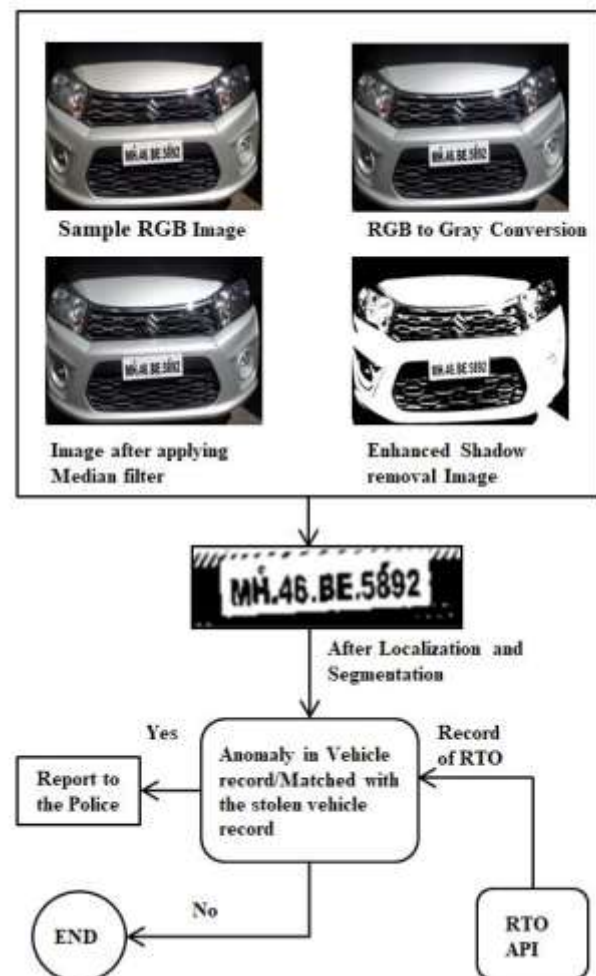 MH.46.BE.5892
MH.46.BE.5892
Sample RGB Image
RGB to Gray Conversion
MH.46.BE.5892
MH.46 BE 5892
Image after applying
Median filter
Enhanced Shadow
removal Image
MH.46.BE.5892
After Localization and
Segmentation
Yes
Record
of RTO
Anomaly in Vehicle
record/Matched with
the stolen vehicle
record
Report to
the Police
No
END
RTO
API